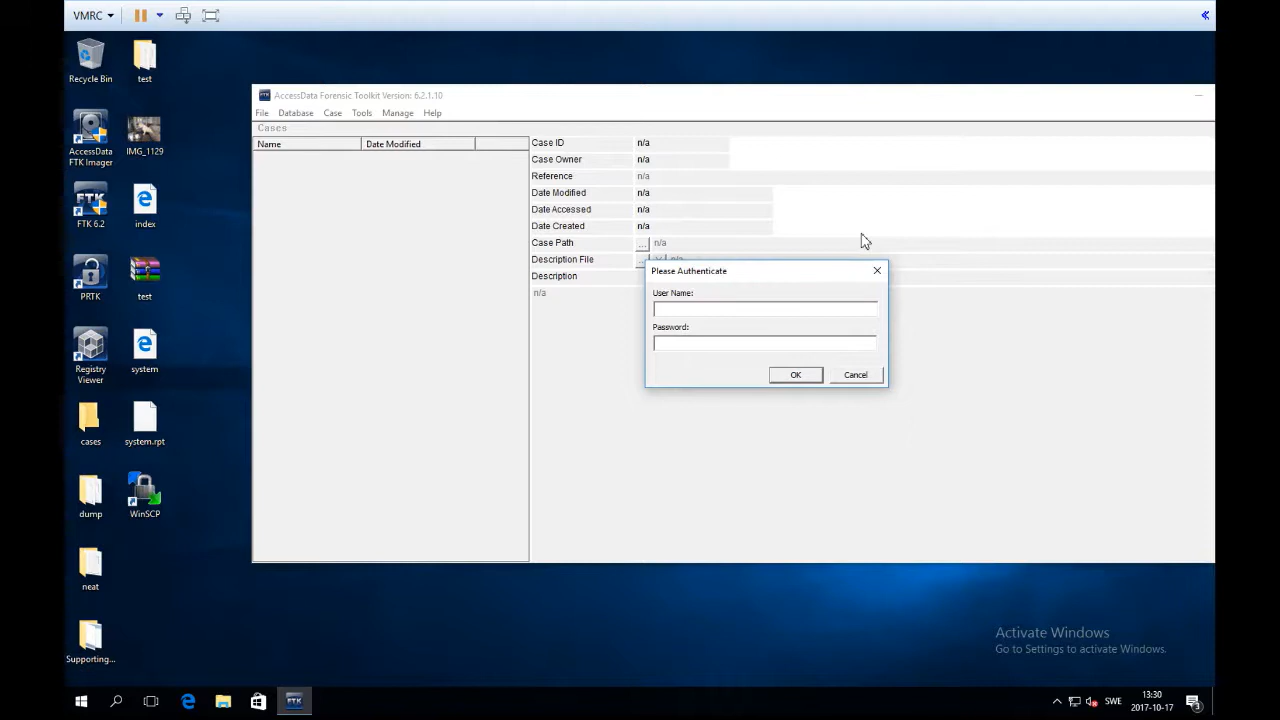 VMRC
Recycle Bin
test
AccessData
FTK Imager
IMG_1129
FTK
FTK 6.2
index
PRTK
test
Registry
Viewer
system
cases
system.rpt
dump
WinSCP
neat
Supporting...
FTK AccessData Forensic Toolkit Version: 6.2.1.10
File Database Case Tools Manage Help
Cases
Name Date Modified
Case ID n/a
Case Owner n/a
Reference n/a
Date Modified n/a
Date Accessed n/a
Date Created n/a
Case Path ... n/a
Description File ... n/a
Description
n/a
Please Authenticate
User Name:
Password:
OK Cancel
Activate Windows
Go to Settings to activate Windows.
FTK
SWE
13:30
2017-10-17
3